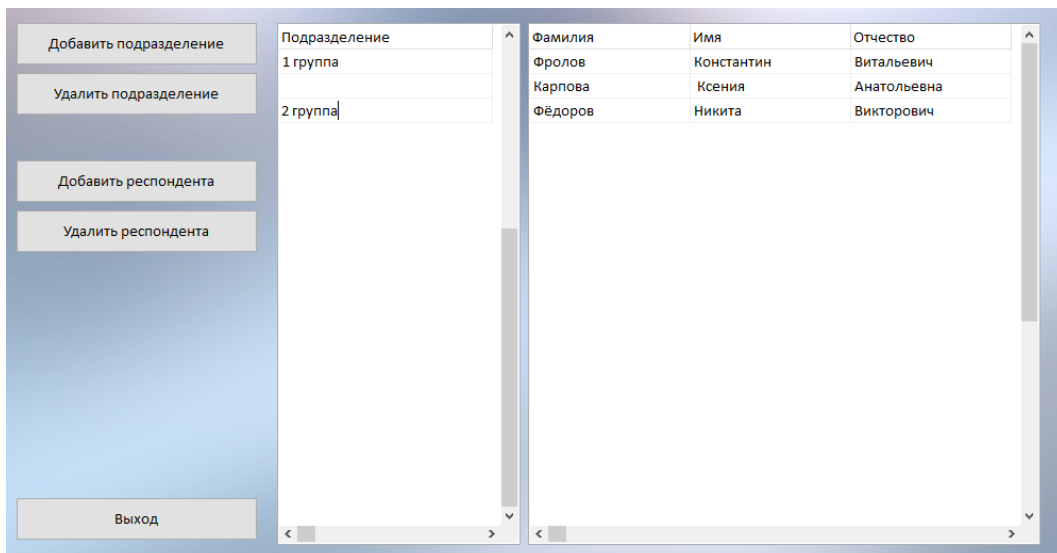 Добавить подразделение
Удалить подразделение
Добавить респондента
Удалить респондента
Выход
Подразделение
1 группа
2 группа
Фамилия Имя Отчество
Фролов Константин Витальевич
Карпова Ксения Анатольевна
Фёдоров Никита Викторович